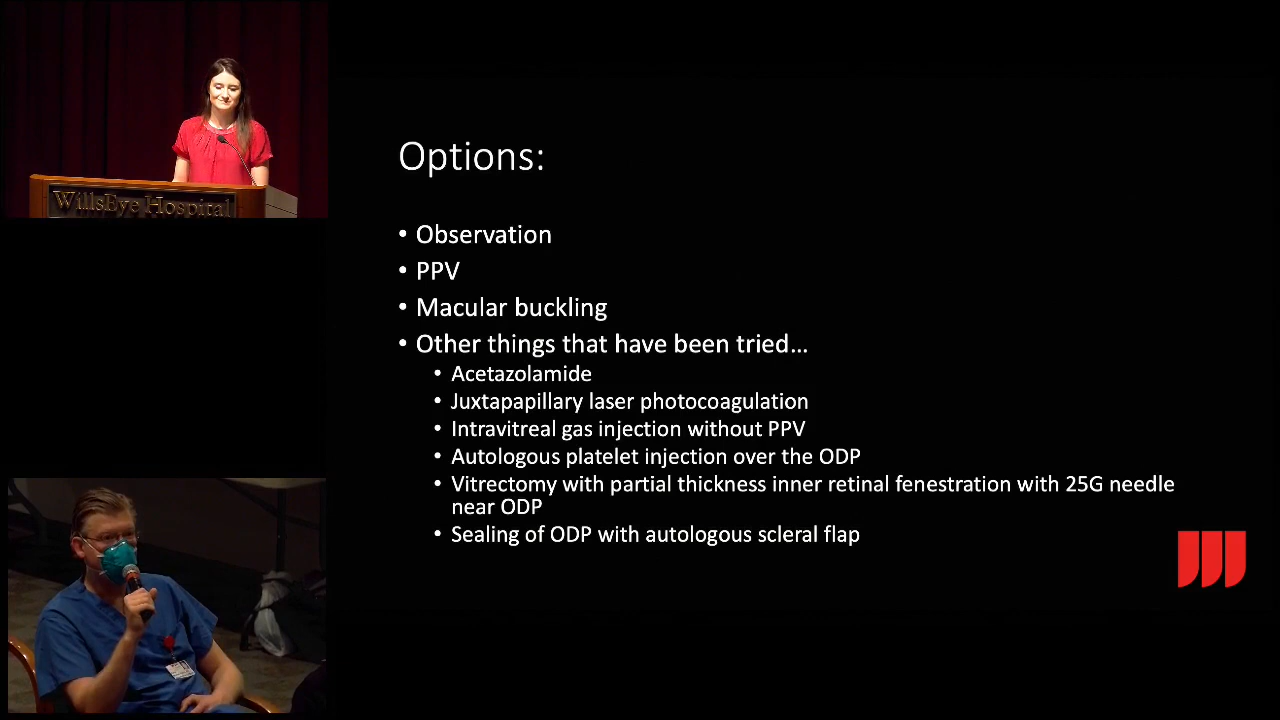 WillsEye Hospital
Options:
• Observation
• PPV
• Macular buckling
• Other things that have been tried…
• Acetazolamide
• Juxtapapillary laser photocoagulation
• Intravitreal gas injection without PPV
• Autologous platelet injection over the ODP
• Vitrectomy with partial thickness inner retinal fenestration with 25G needle
near ODP
• Sealing of ODP with autologous scleral flap